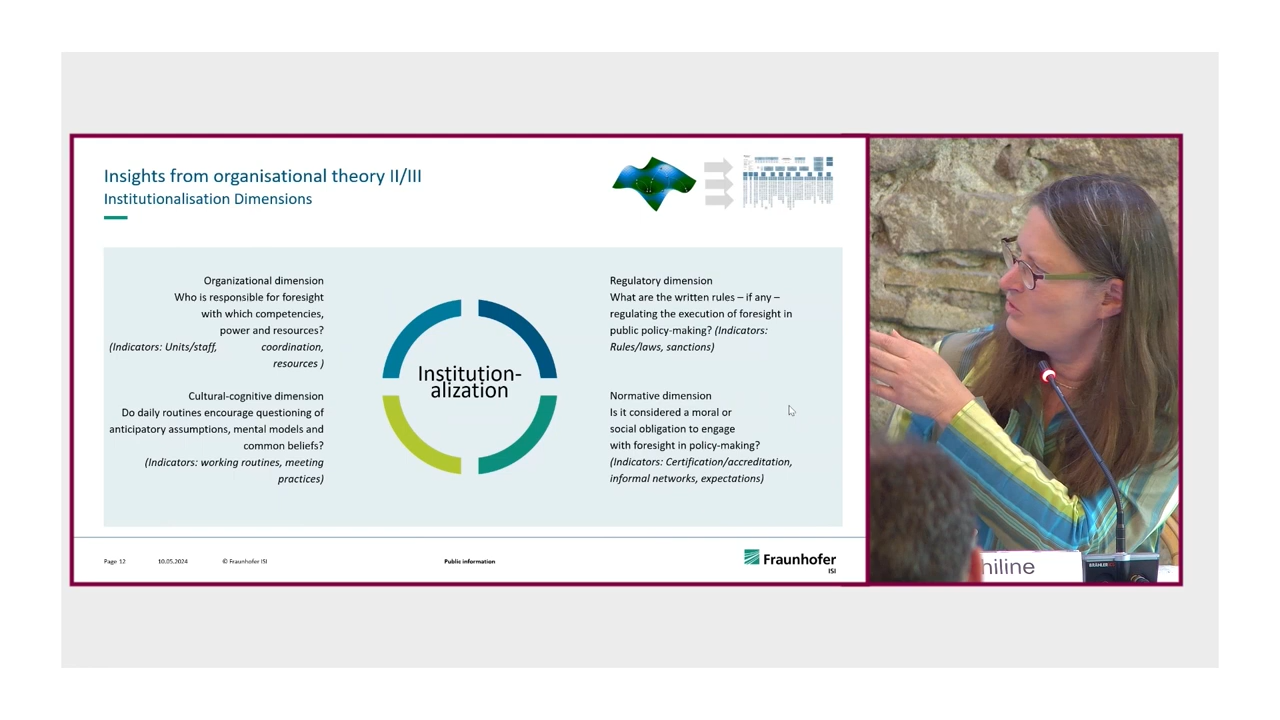 Insights from organisational theory II/III
Institutionalisation Dimensions
Organizational dimension
Who is responsible for foresight
with which competencies,
power and resources?
(Indicators: Units/staff, coordination,
resources )
Cultural-cognitive dimension
Do daily routines encourage questioning of
anticipatory assumptions, mental models and
common beliefs?
(Indicators: working routines, meeting
practices)
Institution-
alization
Regulatory dimension
What are the written rules – if any –
regulating the execution of foresight in
public policy-making? (Indicators:
Rules/laws, sanctions)
Normative dimension
Is it considered a moral or
social obligation to engage
with foresight in policy-making?
(Indicators: Certification/accreditation,
informal networks, expectations)
Page 12
10.05.2024
© Fraunhofer ISI
Public information
Fraunhofer
ISI
hiline